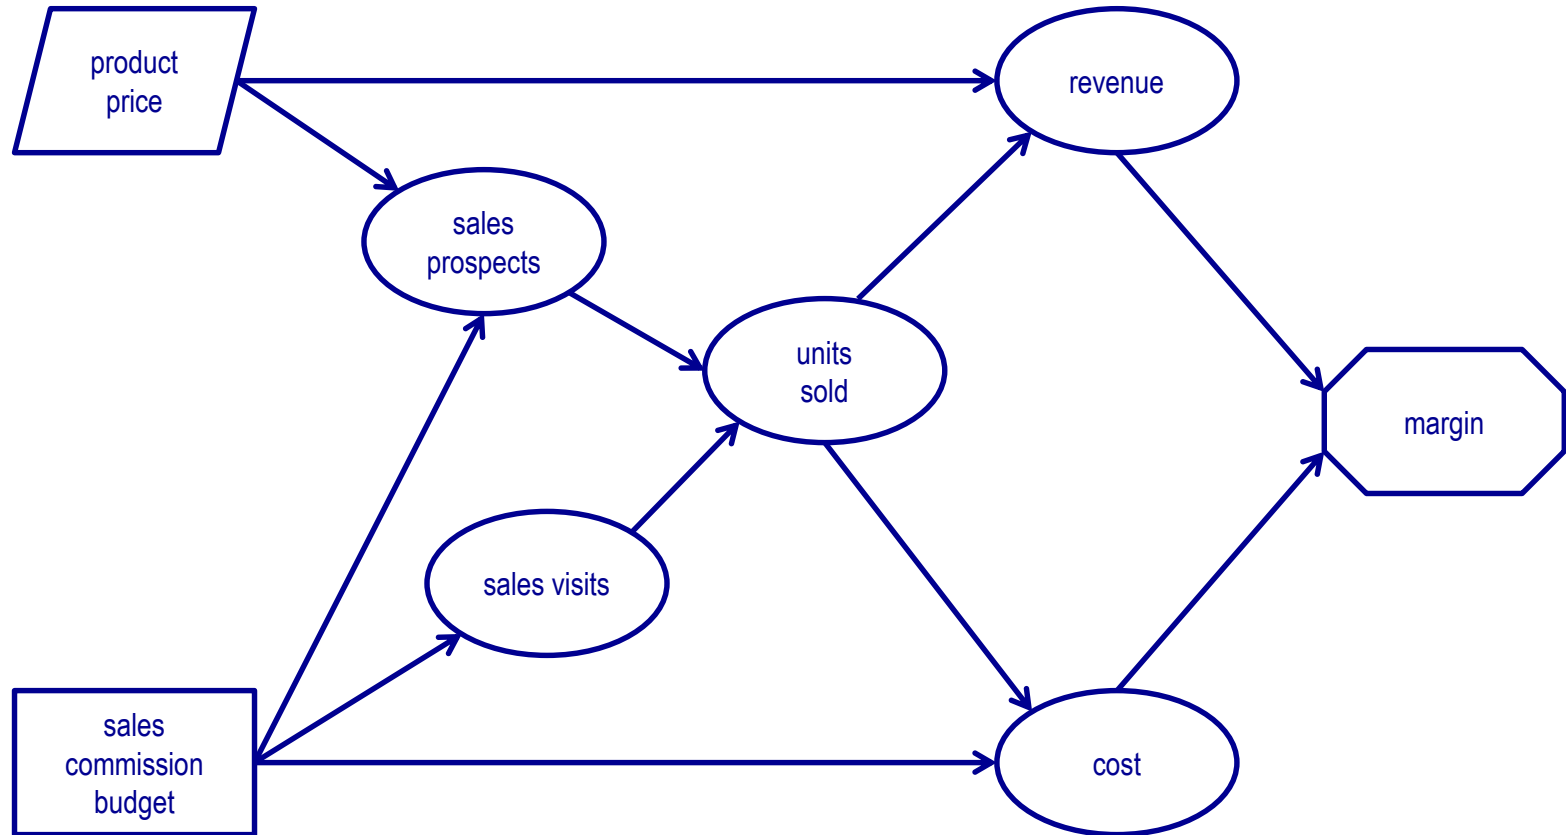 product
price
revenue
sales
prospects
units
sold
margin
sales visits
sales
commission
budget
cost